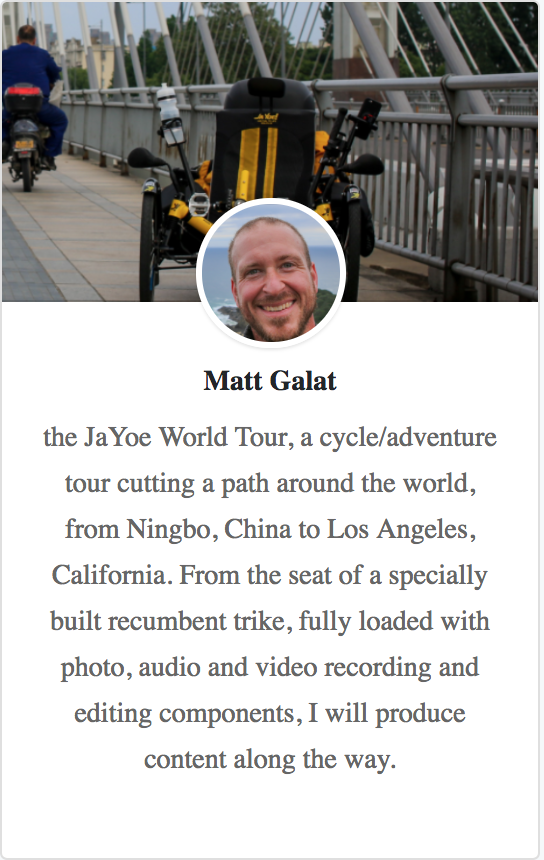 JaYoe!
Matt Galat
the JaYoe World Tour, a cycle/adventure
tour cutting a path around the world,
from Ningbo, China to Los Angeles,
California. From the seat of a specially
built recumbent trike, fully loaded with
photo, audio and video recording and
editing components, I will produce
content along the way.